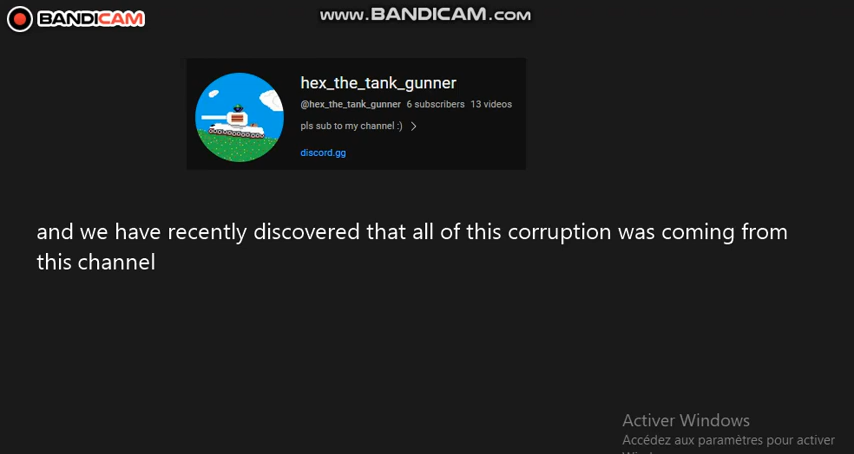 BANDICAM
www.BANDICAM.com
hex_the_tank_gunner
@hex_the_tank_gunner 6 subscribers 13 videos
pls sub to my channel :)
discord.gg
and we have recently discovered that all of this corruption was coming from
this channel
Activer Windows
Accédez aux paramètres pour activer